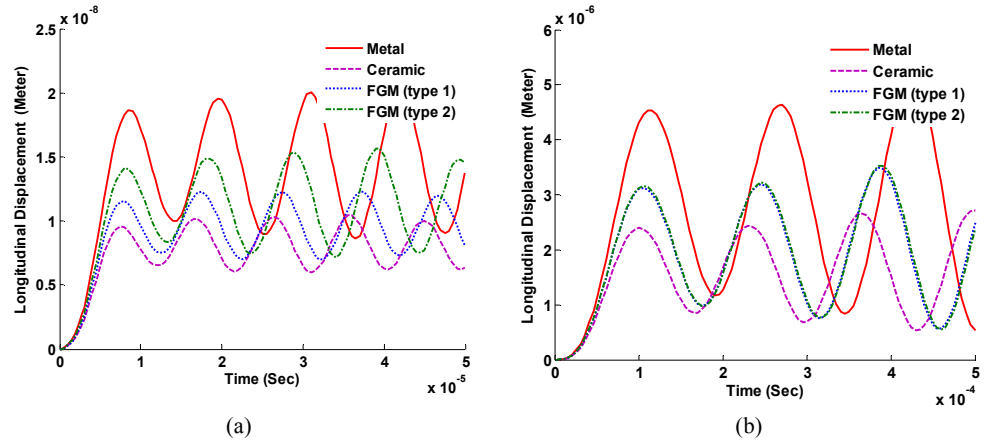 x 10⁻⁸
2.5
2
1.5
1
0.5
0
Longitudinal Displacement (Meter)
Metal
Ceramic
FGM (type 1)
FGM (type 2)
0 1 2 3 4 5
Time (Sec)
x 10⁻⁵
(a)
x 10⁻⁶
6
5
4
3
2
1
0
Longitudinal Displacement (Meter)
Metal
Ceramic
FGM (type 1)
FGM (type 2)
0 1 2 3 4 5
Time (Sec)
x 10⁻⁴
(b)